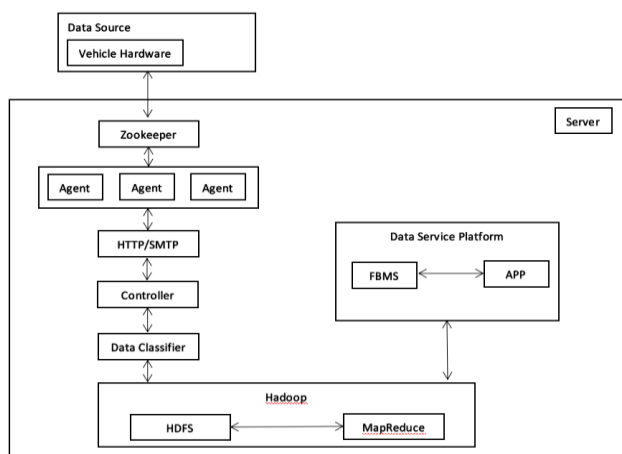 Data Source
Vehicle Hardware
Server
Zookeeper
Agent
Agent
Agent
HTTP/SMTP
Data Service Platform
FBMS
APP
Controller
Data Classifier
Hadoop
HDFS
MapReduce